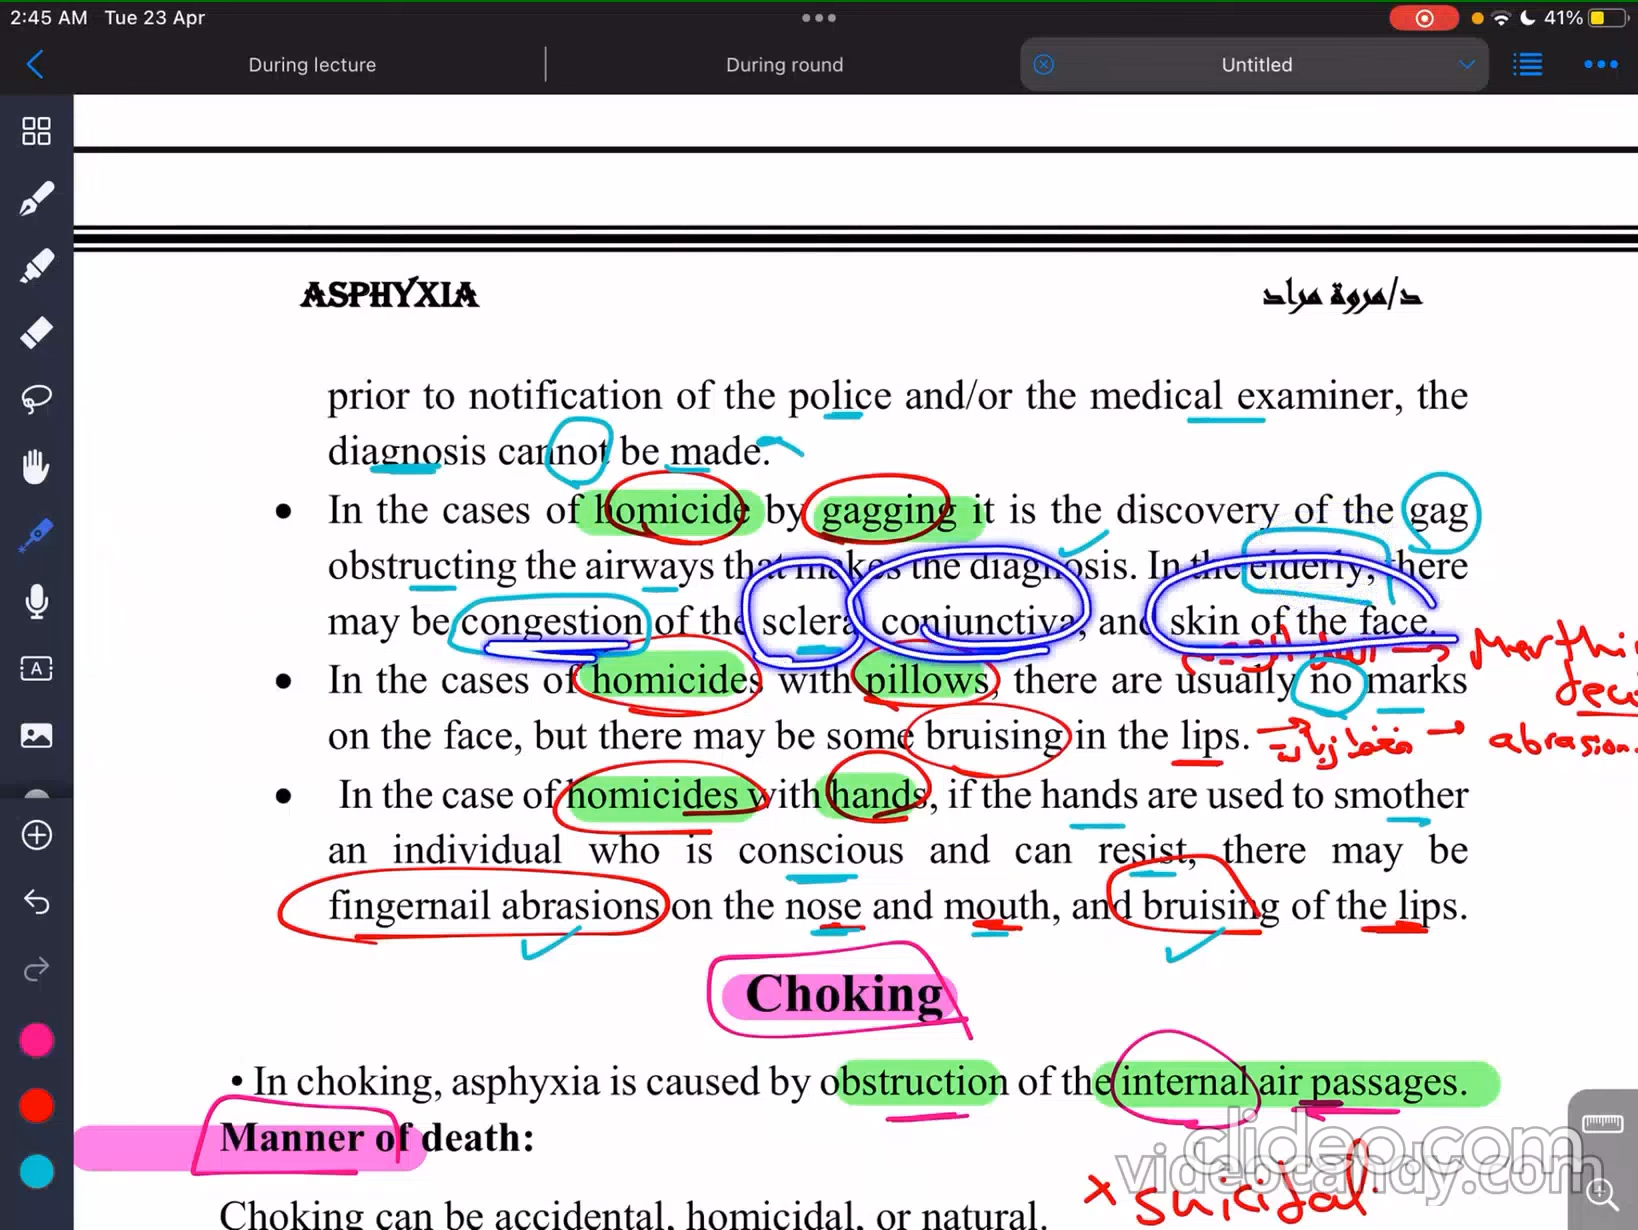 2:45 AM Tue 23 Apr
41%
During lecture
During round
Untitled
ASPHYXIA
د/مروة مراد
prior to notification of the police and/or the medical examiner, the
diagnosis cannot be made.
• In the cases of homicide by gagging it is the discovery of the gag
obstructing the airways that makes the diagnosis. In the elderly, there
may be congestion of the sclera, conjunctiva, and skin of the face.
• In the cases of homicides with pillows, there are usually no marks
on the face, but there may be some bruising in the lips.
abrasion.
• In the case of homicides with hands, if the hands are used to smother
an individual who is conscious and can resist, there may be
fingernail abrasions on the nose and mouth, and bruising of the lips.
Choking
• In choking, asphyxia is caused by obstruction of the internal air passages.
Manner of death:
Choking can be accidental, homicidal, or natural.
x suicidal.
clideo.com
videocandy.com